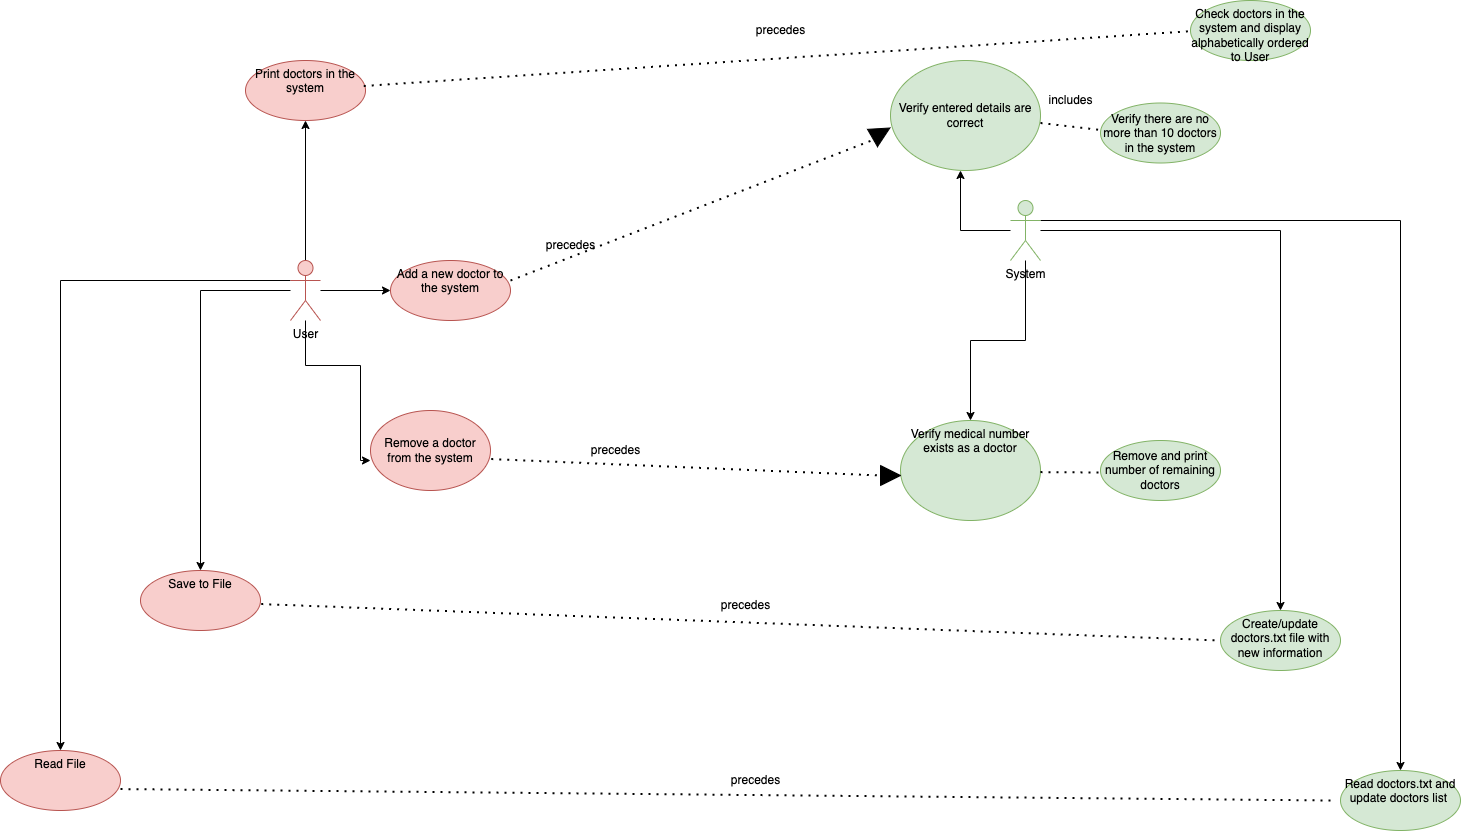 Check doctors in the
system and display
alphabetically ordered
to User
precedes
Print doctors in the
system
Verify entered details are
correct
includes
Verify there are no
more than 10 doctors
in the system
precedes
Add a new doctor to
the system
System
User
Remove a doctor
from the system
precedes
Verify medical number
exists as a doctor
Remove and print
number of remaining
doctors
Save to File
precedes
Create/update
doctors.txt file with
new information
Read File
precedes
Read doctors.txt and
update doctors list